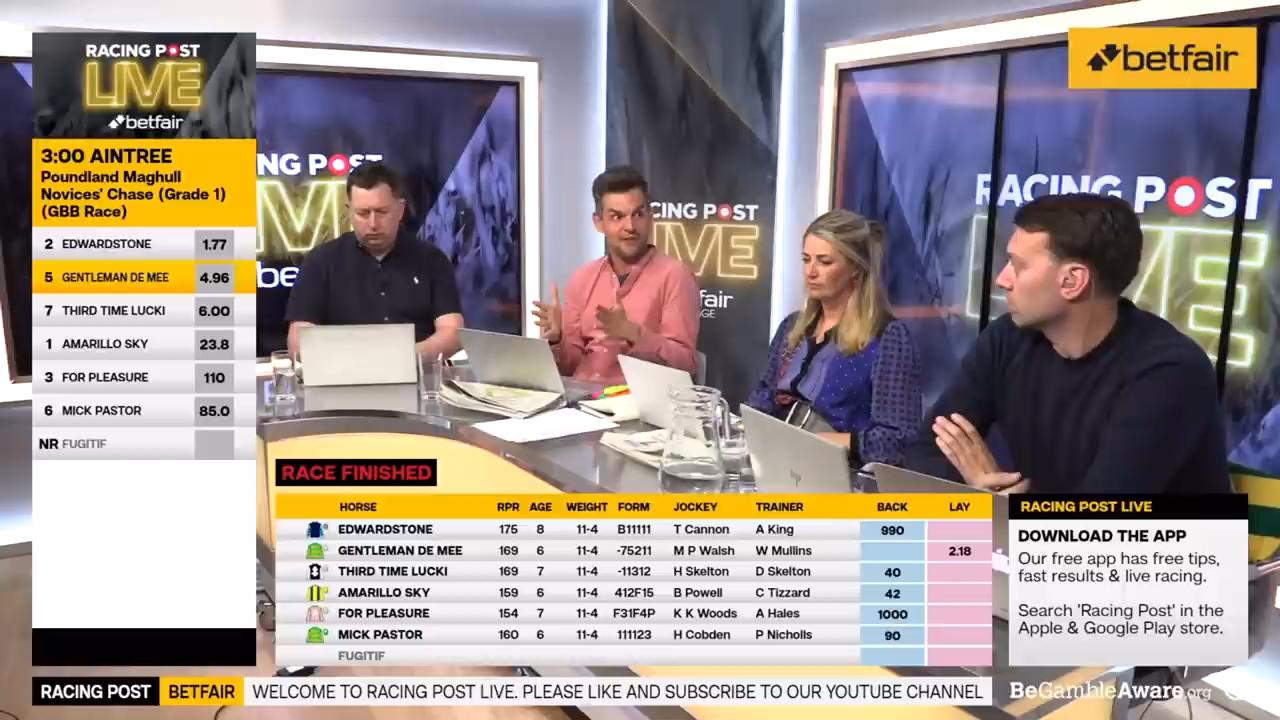 RACING POST
LIVE
betfair
3:00 AINTREE
Poundland Maghull
Novices' Chase (Grade 1)
(GBB Race)
2 EDWARDSTONE 1.77
5 GENTLEMAN DE MEE 4.96
7 THIRD TIME LUCKI 6.00
1 AMARILLO SKY 23.8
3 FOR PLEASURE 110
6 MICK PASTOR 85.0
NR FUGITIF
betfair
NG POST
be
CING POST
LIVE
fair
GE
RACING POST
RACE FINISHED
HORSE RPR AGE WEIGHT FORM JOCKEY TRAINER BACK LAY
EDWARDSTONE 175 8 11-4 B11111 T Cannon A King 990
GENTLEMAN DE MEE 169 6 11-4 -75211 M P Walsh W Mullins 2.18
THIRD TIME LUCKI 169 7 11-4 -11312 H Skelton D Skelton 40
AMARILLO SKY 159 6 11-4 412F15 B Powell C Tizzard 42
FOR PLEASURE 154 7 11-4 F31F4P K K Woods A Hales 1000
MICK PASTOR 160 6 11-4 111123 H Cobden P Nicholls 90
FUGITIF
RACING POST LIVE
DOWNLOAD THE APP
Our free app has free tips,
fast results & live racing.
Search 'Racing Post' in the
Apple & Google Play store.
RACING POST BETFAIR WELCOME TO RACING POST LIVE. PLEASE LIKE AND SUBSCRIBE TO OUR YOUTUBE CHANNEL
BeGambleAware.org